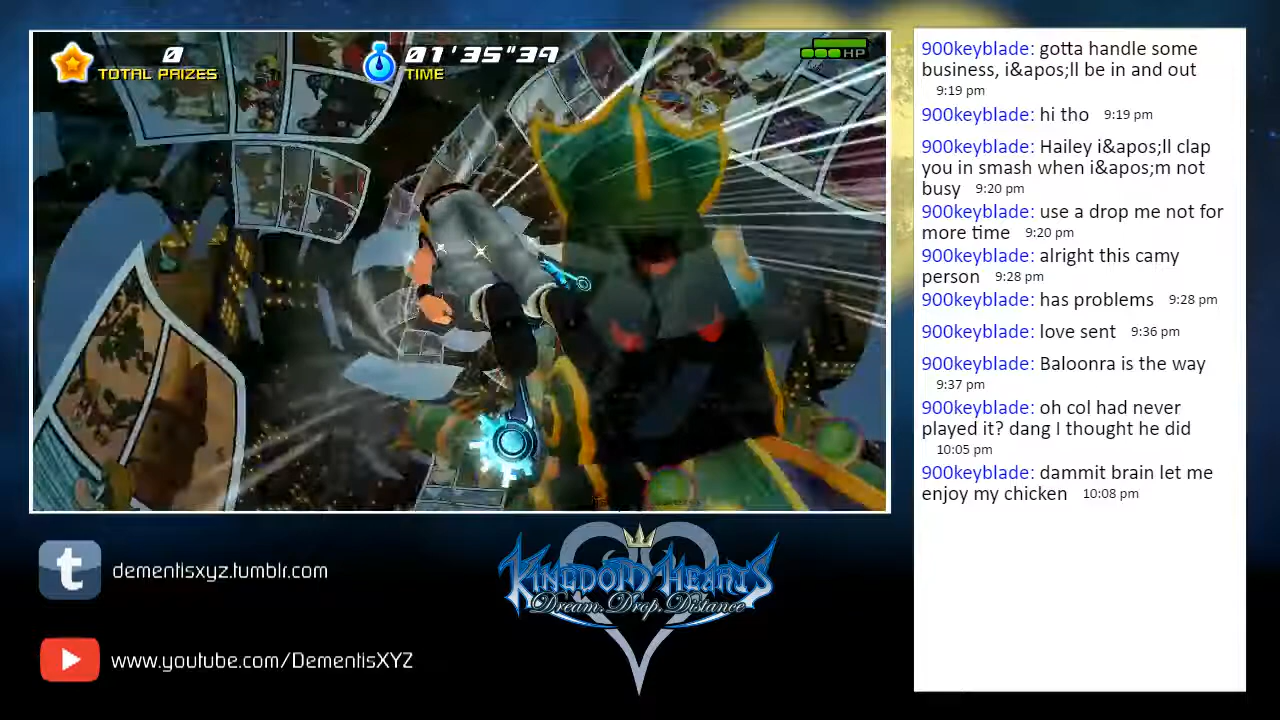 0
TOTAL PRIZES
01'35"39
TIME
HP
900keyblade: gotta handle some
business, i&apos;ll be in and out
9:19 pm
900keyblade: hi tho 9:19 pm
900keyblade: Hailey i&apos;ll clap
you in smash when i&apos;m not
busy 9:20 pm
900keyblade: use a drop me not for
more time 9:20 pm
900keyblade: alright this camy
person 9:28 pm
900keyblade: has problems 9:28 pm
900keyblade: love sent 9:36 pm
900keyblade: Baloonra is the way
9:37 pm
900keyblade: oh col had never
played it? dang I thought he did
10:05 pm
900keyblade: dammit brain let me
enjoy my chicken 10:08 pm
t
dementisxyz.tumblr.com
www.youtube.com/DementisXYZ
KINGDOM HEARTS
Dream.Drop.Distance